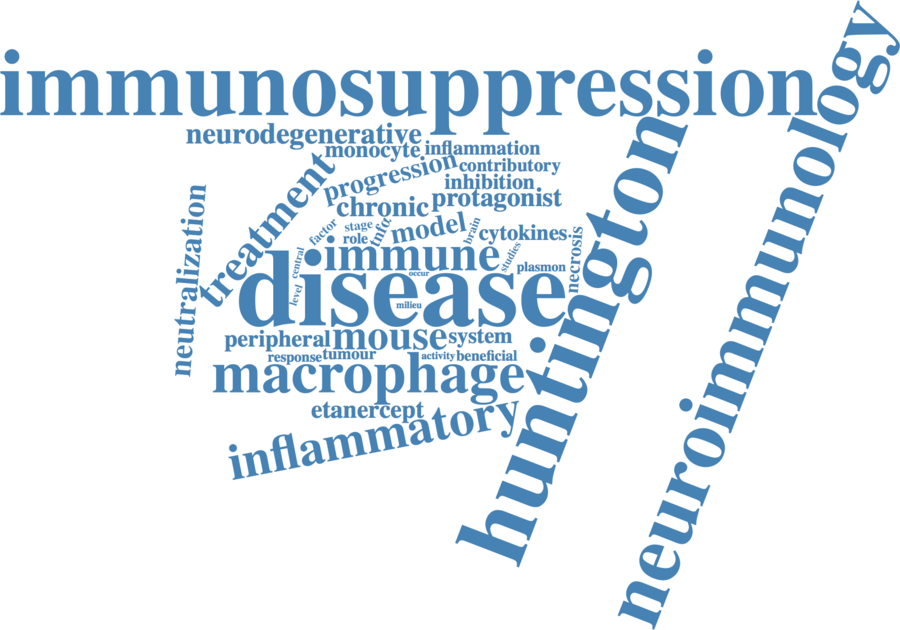 immunosuppression
neuroimmunology
huntington
neurodegenerative
monocyte
inflammation
progression
contributory
inhibition
protagonist
treatment
chronic
neutralization
factor
stage
role
tnfα
model
brain
cytokines
necrosis
immune
studies
central
occur
plasmon
disease
level
milieu
peripheral
mouse
system
response
tumour
activity
beneficial
macrophage
etanercept
inflammatory